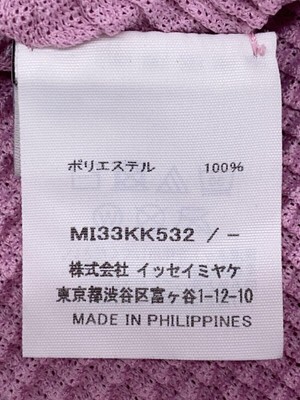 ポリエステル 100%
MI33KK532 / -
株式会社 イッセイミヤケ
東京都渋谷区富ヶ谷1-12-10
MADE IN PHILIPPINES